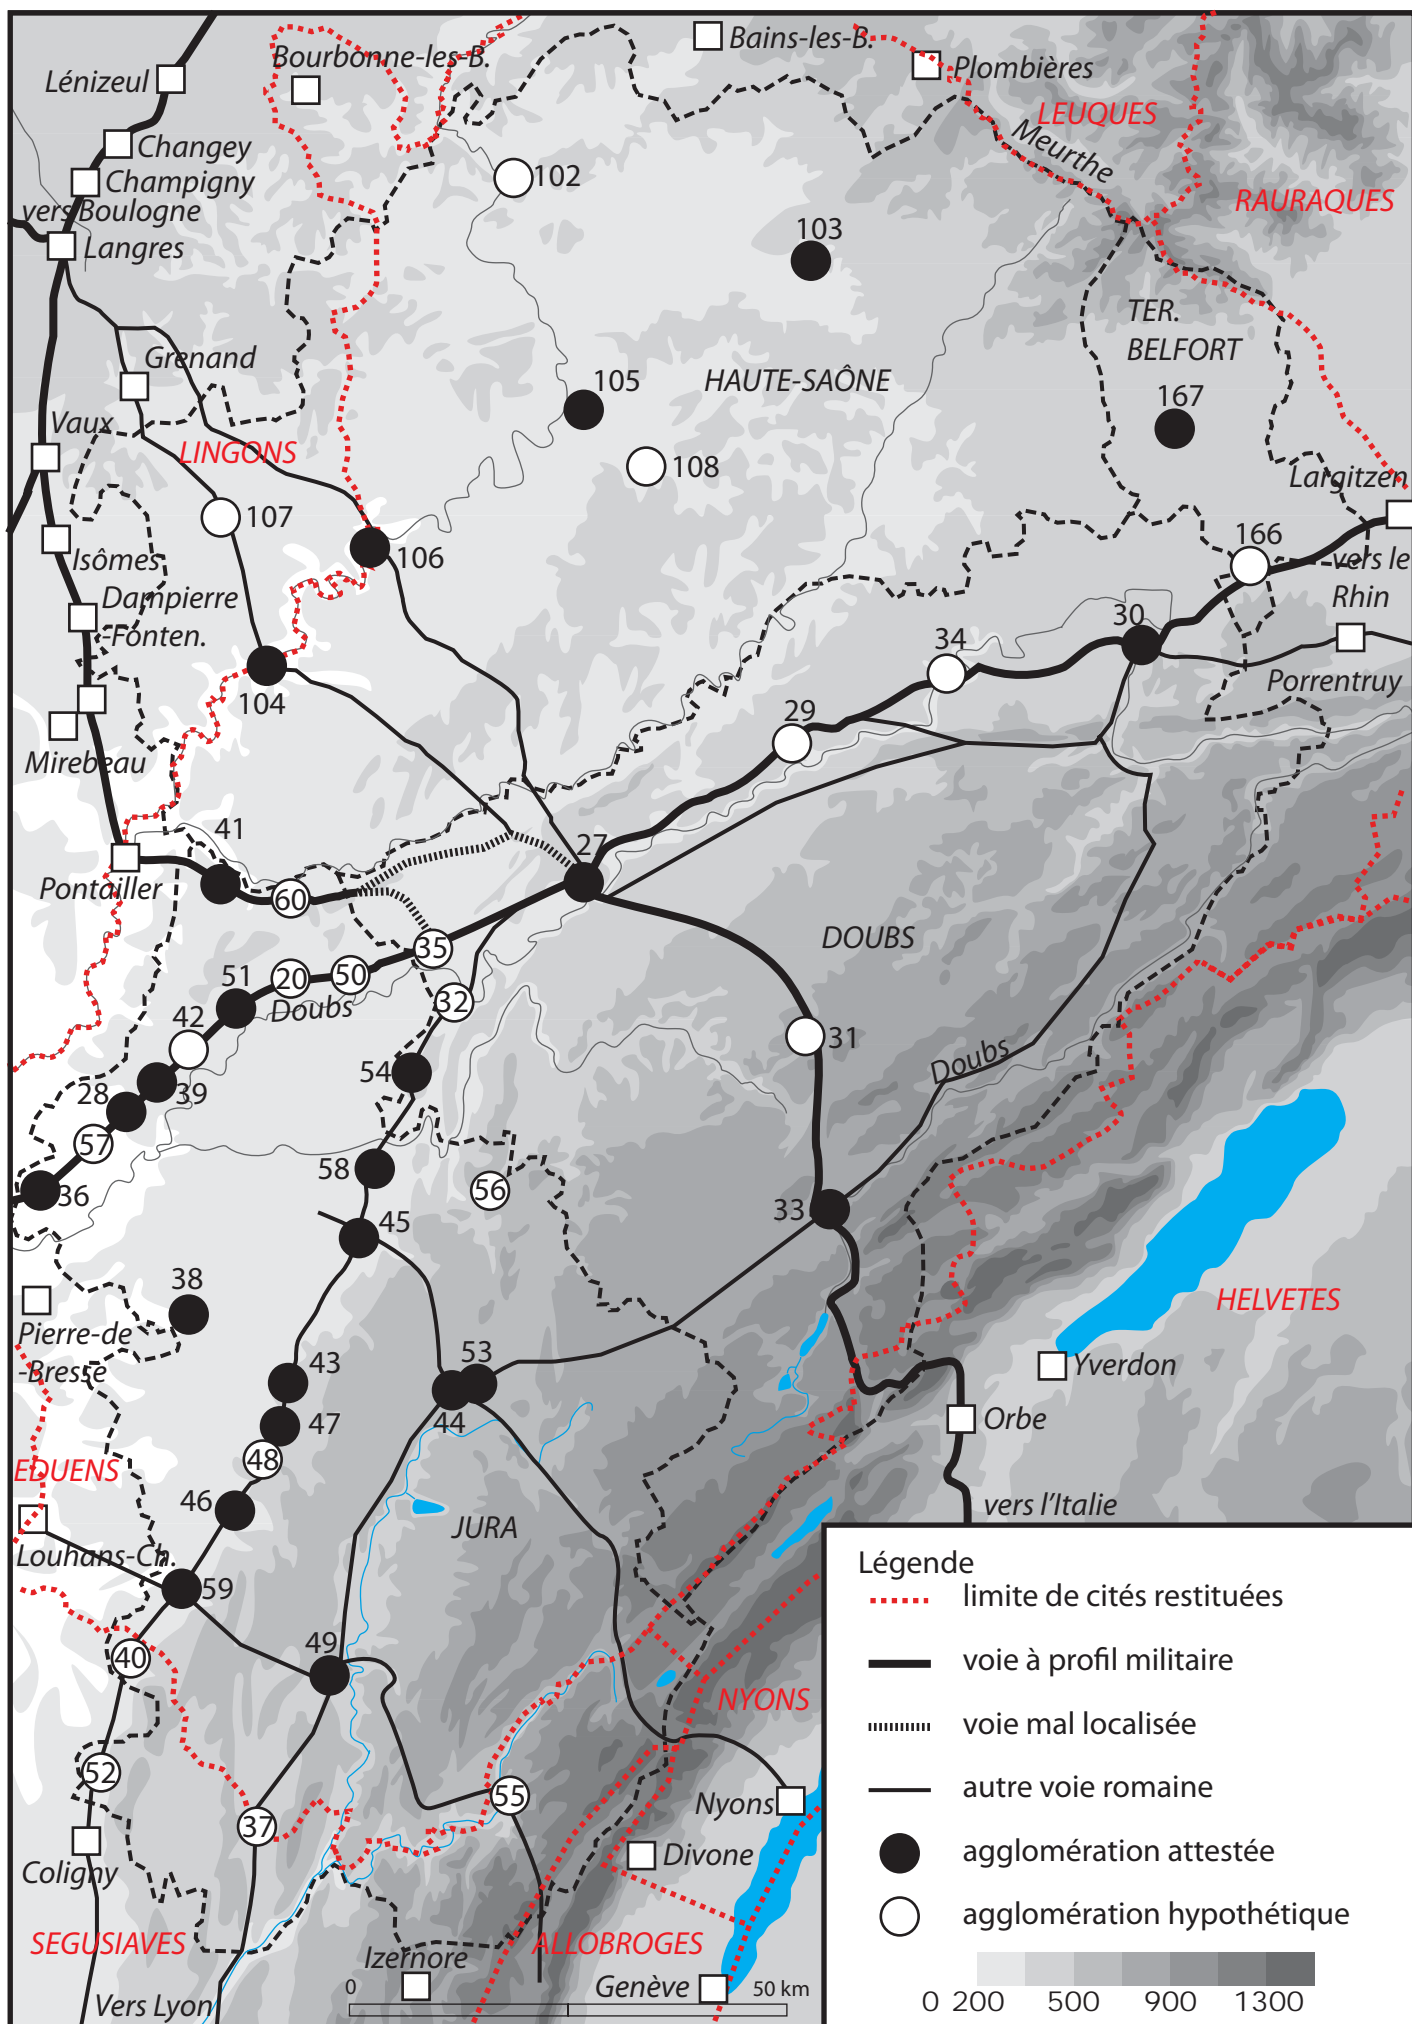 Bains-les-B.
Bourbonne-les-B.
Plombières
Lénizeul
LEUQUES
Meurthe
Changey
102
Champigny
RAURAQUES
vers Boulogne
Langres
103
TER.
BELFORT
Grenand
105
HAUTE-SAÔNE
167
Vaux
LINGONS
108
Largitzen
107
166
Isômes
106
vers le
Rhin
Dampierre
-Fonten.
30
34
Porrentruy
104
29
Mirebeau
41
27
Pontailler
60
DOUBS
35
51
20
50
Doubs
32
42
31
Doubs
54
28
39
57
58
56
36
33
45
38
HELVETES
Pierre-de
-Bresse
53
43
Yverdon
44
47
Orbe
48
EDUENS
46
vers l'Italie
JURA
Louhans-Ch.
59
49
40
NYONS
52
55
Nyons
37
Divone
Coligny
SEGUSIAVES
ALLOBROGES
Izernore
Genève
Vers Lyon
0
50 km
Légende
limite de cités restituées
voie à profil militaire
voie mal localisée
autre voie romaine
agglomération attestée
agglomération hypothétique
0 200 500 900 1300